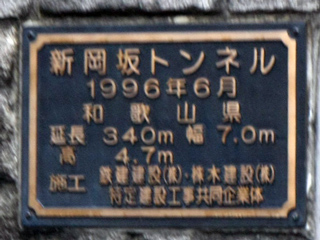 新岡坂トンネル
1996年6月
和歌山県
延長 340m 幅 7.0m
高 4.7m
施工 鉄建建設(株)・株木建設(株)
特定建設工事共同企業体